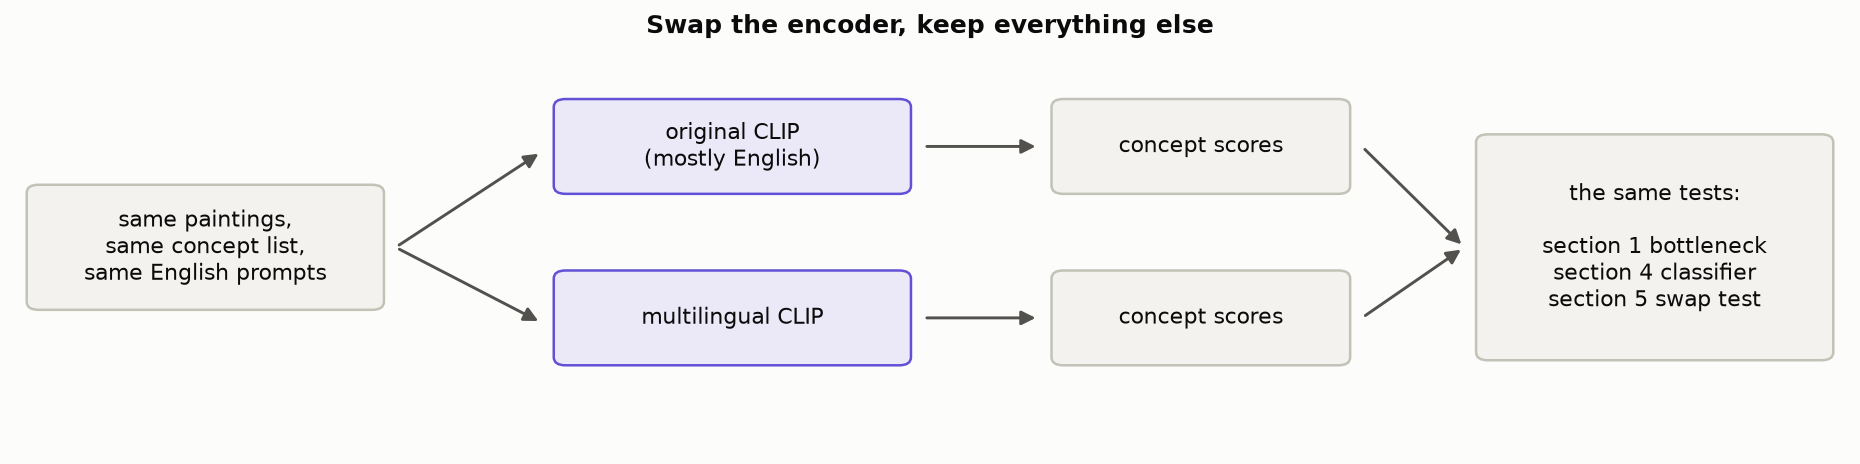 Swap the encoder, keep everything else
same paintings,
same concept list,
same English prompts
original CLIP
(mostly English)
multilingual CLIP
concept scores
concept scores
the same tests:
section 1 bottleneck
section 4 classifier
section 5 swap test